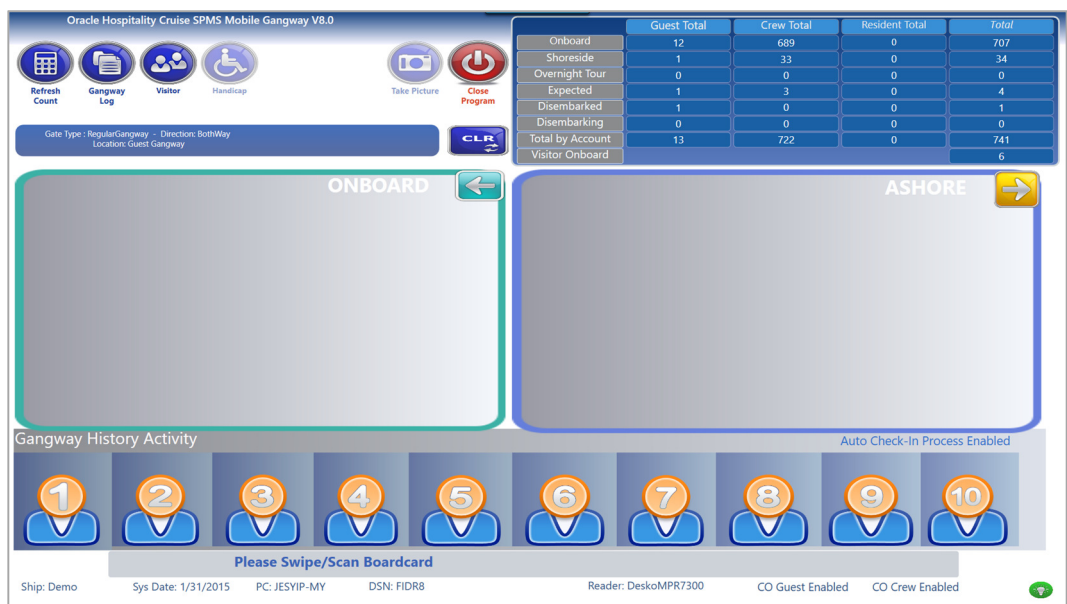 Oracle Hospitality Cruise SPMS Mobile Gangway V8.0
Refresh Count
Gangway Log
Visitor
Handicap
Take Picture
Close Program
Gate Type : RegularGangway - Direction: BothWay
Location: Guest Gangway
CLR
Guest Total Crew Total Resident Total Total
Onboard 12 689 0 707
Shoreside 1 33 0 34
Overnight Tour 0 0 0 0
Expected 1 3 0 4
Disembarked 1 0 0 1
Disembarking 0 0 0 0
Total by Account 13 722 0 741
Visitor Onboard 6
ONBOARD
ASHORE
Gangway History Activity
Auto Check-In Process Enabled
1 2 3 4 5 6 7 8 9 10
Please Swipe/Scan Boardcard
Ship: Demo Sys Date: 1/31/2015 PC: JESYIP-MY DSN: FIDR8 Reader: DeskoMPR7300 CO Guest Enabled CO Crew Enabled